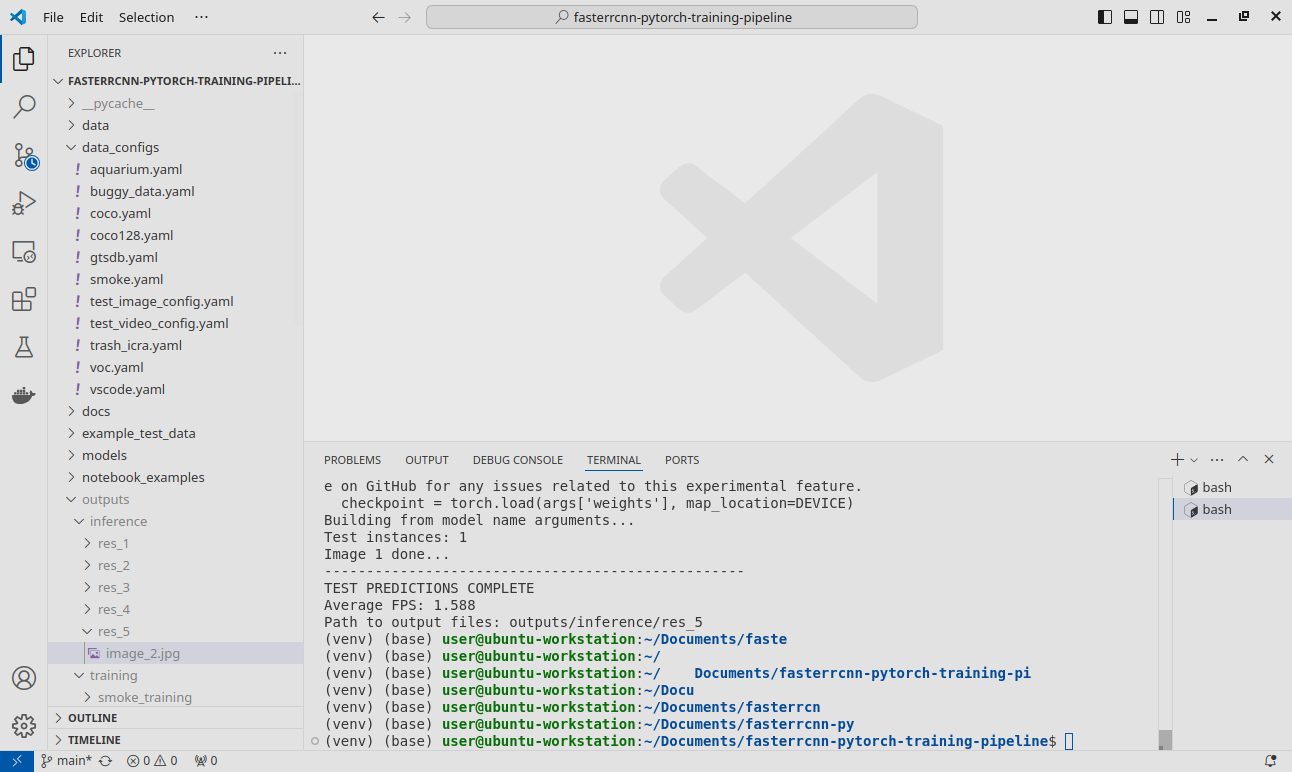 File Edit Selection ···
fasterrcnn-pytorch-training-pipeline
EXPLORER
FASTERRCNN-PYTORCH-TRAINING-PIPELI...
__pycache__
data
data_configs
! aquarium.yaml
! buggy_data.yaml
! coco.yaml
! coco128.yaml
! gtsdb.yaml
! smoke.yaml
! test_image_config.yaml
! test_video_config.yaml
! trash_icra.yaml
! voc.yaml
! vscode.yaml
docs
example_test_data
models
notebook_examples
outputs
inference
res_1
res_2
res_3
res_4
res_5
image_2.jpg
training
smoke_training
OUTLINE
TIMELINE
PROBLEMS OUTPUT DEBUG CONSOLE TERMINAL PORTS
e on GitHub for any issues related to this experimental feature.
checkpoint = torch.load(args['weights'], map_location=DEVICE)
Building from model name arguments...
Test instances: 1
Image 1 done...
--------------------------------------------------
TEST PREDICTIONS COMPLETE
Average FPS: 1.588
Path to output files: outputs/inference/res_5
(venv) (base) user@ubuntu-workstation:~/Documents/faste
(venv) (base) user@ubuntu-workstation:~/
(venv) (base) user@ubuntu-workstation:~/    Documents/fasterrcnn-pytorch-training-pi
(venv) (base) user@ubuntu-workstation:~/Docu
(venv) (base) user@ubuntu-workstation:~/Documents/fasterrcn
(venv) (base) user@ubuntu-workstation:~/Documents/fasterrcnn-py
(venv) (base) user@ubuntu-workstation:~/Documents/fasterrcnn-pytorch-training-pipeline$
bash
bash
main* 0 0 0